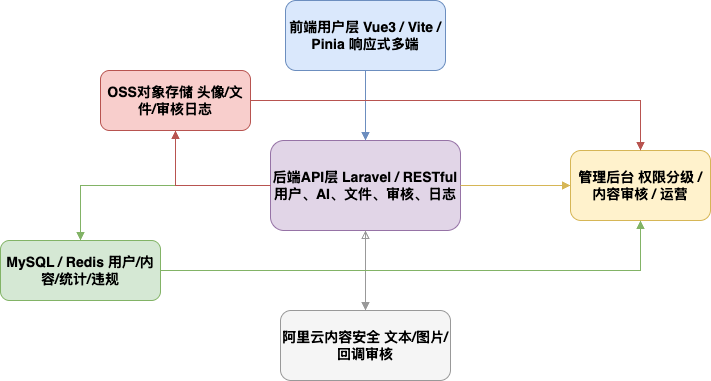 前端用户层 Vue3 / Vite /
Pinia 响应式多端
OSS对象存储 头像/文
件/审核日志
后端API层 Laravel / RESTful
用户、AI、文件、审核、日志
管理后台 权限分级 /
内容审核 / 运营
MySQL / Redis 用户/内
容/统计/违规
阿里云内容安全 文本/图片/
回调审核